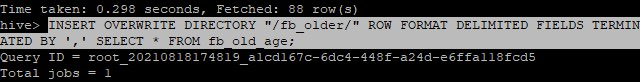 Time taken: 0.298 seconds, Fetched: 88 row(s)
hive> INSERT OVERWRITE DIRECTORY "/fb_older/" ROW FORMAT DELIMITED FIELDS TERMIN
ATED BY ',' SELECT * FROM fb_old_age;
Query ID = root_20210818174819_a1cd167c-6dc4-448f-a24d-e6ffa118fcd5
Total jobs = 1